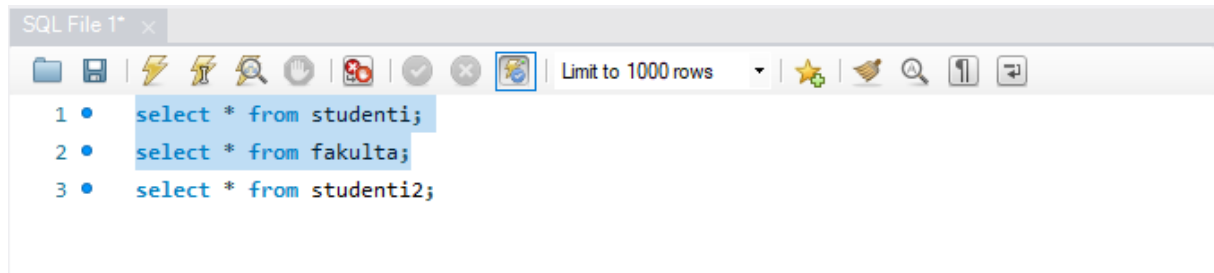 SQL File 1* ×
Limit to 1000 rows
1 select * from studenti;
2 select * from fakulta;
3 select * from studenti2;